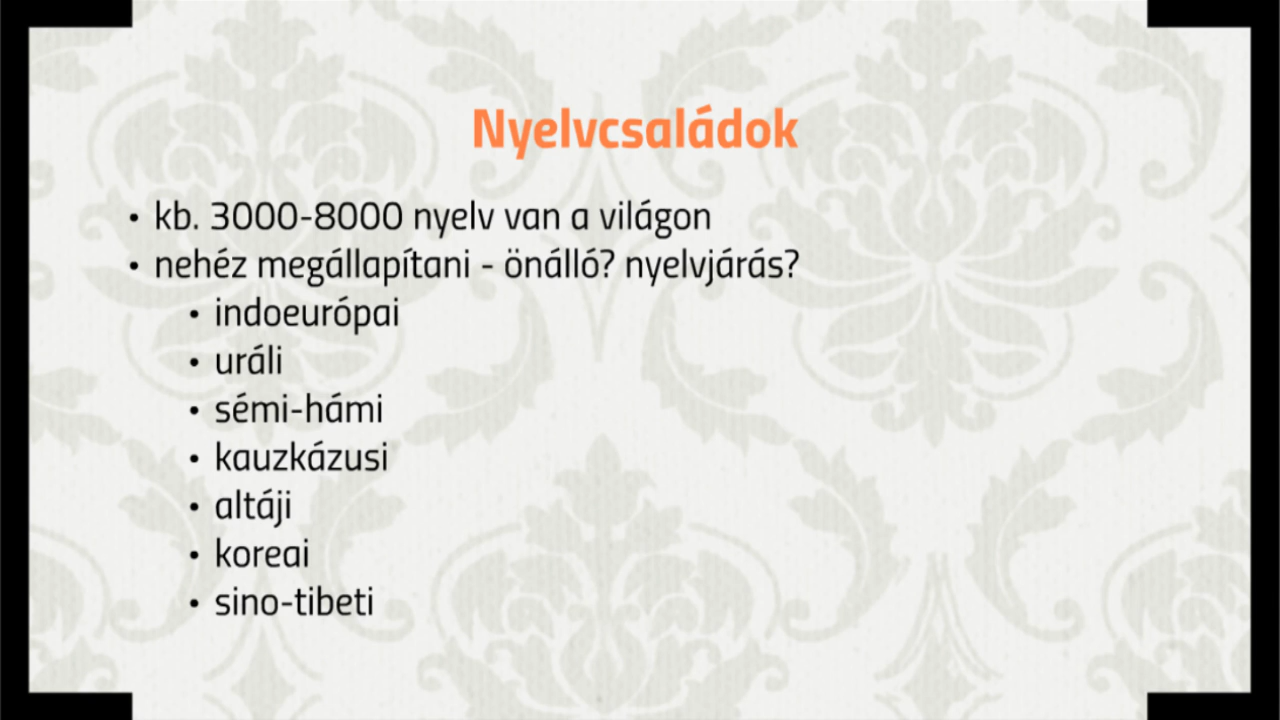 Nyelvcsaládok
• kb. 3000-8000 nyelv van a világon
• nehéz megállapítani - önálló? nyelvjárás?
• indoeurópai
• uráli
• sémi-hámi
• kauzkázusi
• altáji
• koreai
• sino-tibeti